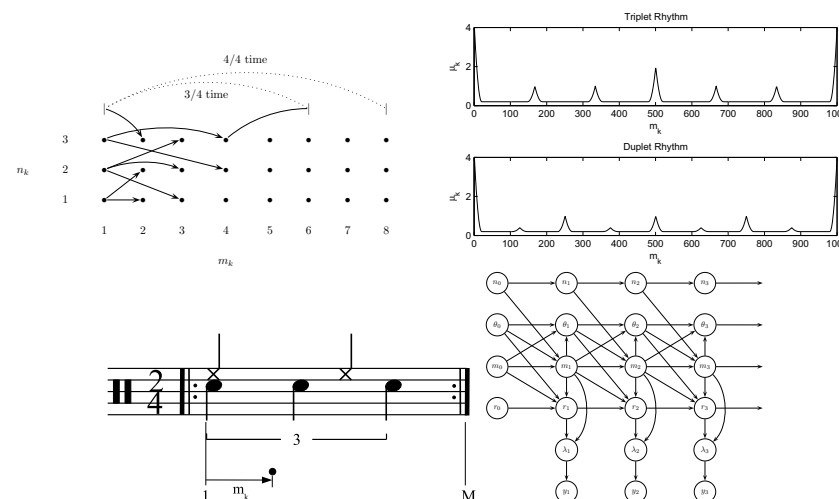 4/4 time
3/4 time
3
n_k 2
1
1 2 3 4 5 6 7 8
m_k
Triplet Rhythm
4
μ_k 2
0
0 100 200 300 400 500 600 700 800 900 100
m_k
Duplet Rhythm
4
μ_k 2
0
0 100 200 300 400 500 600 700 800 900 100
m_k
2
4
3
1
m_k
M
n_0 n_1 n_2 n_3
θ_0 θ_1 θ_2 θ_3
m_0 m_1 m_2 m_3
r_0 r_1 r_2 r_3
λ_1 λ_2 λ_3
y_1 y_2 y_3